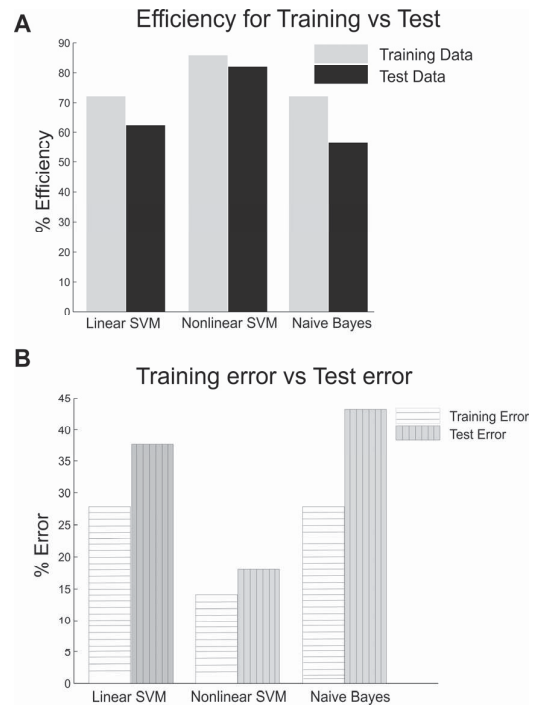 A
Efficiency for Training vs Test
Training Data
Test Data
% Efficiency
90
80
70
60
50
40
30
20
10
0
Linear SVM Nonlinear SVM Naive Bayes
B
Training error vs Test error
Training Error
Test Error
% Error
45
40
35
30
25
20
15
10
5
0
Linear SVM Nonlinear SVM Naive Bayes